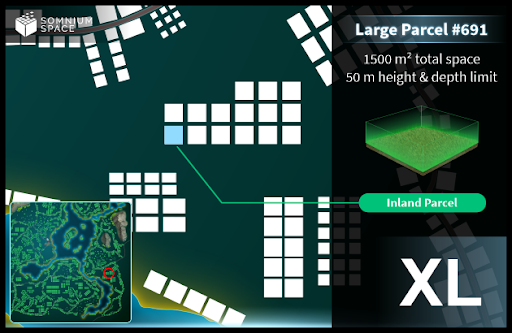 SOMNIUM
SPACE
Large Parcel #691
1500 m² total space
50 m height & depth limit
Inland Parcel
XL